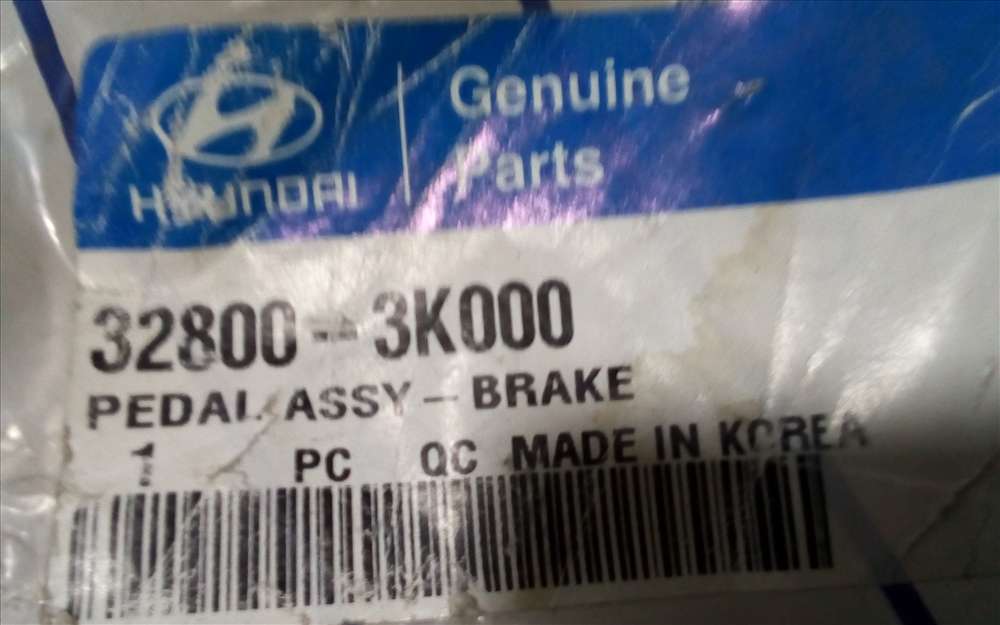 HYUNDAI
Genuine
Parts
32800-3K000
PEDAL ASSY-BRAKE
1 PC QC MADE IN KOREA